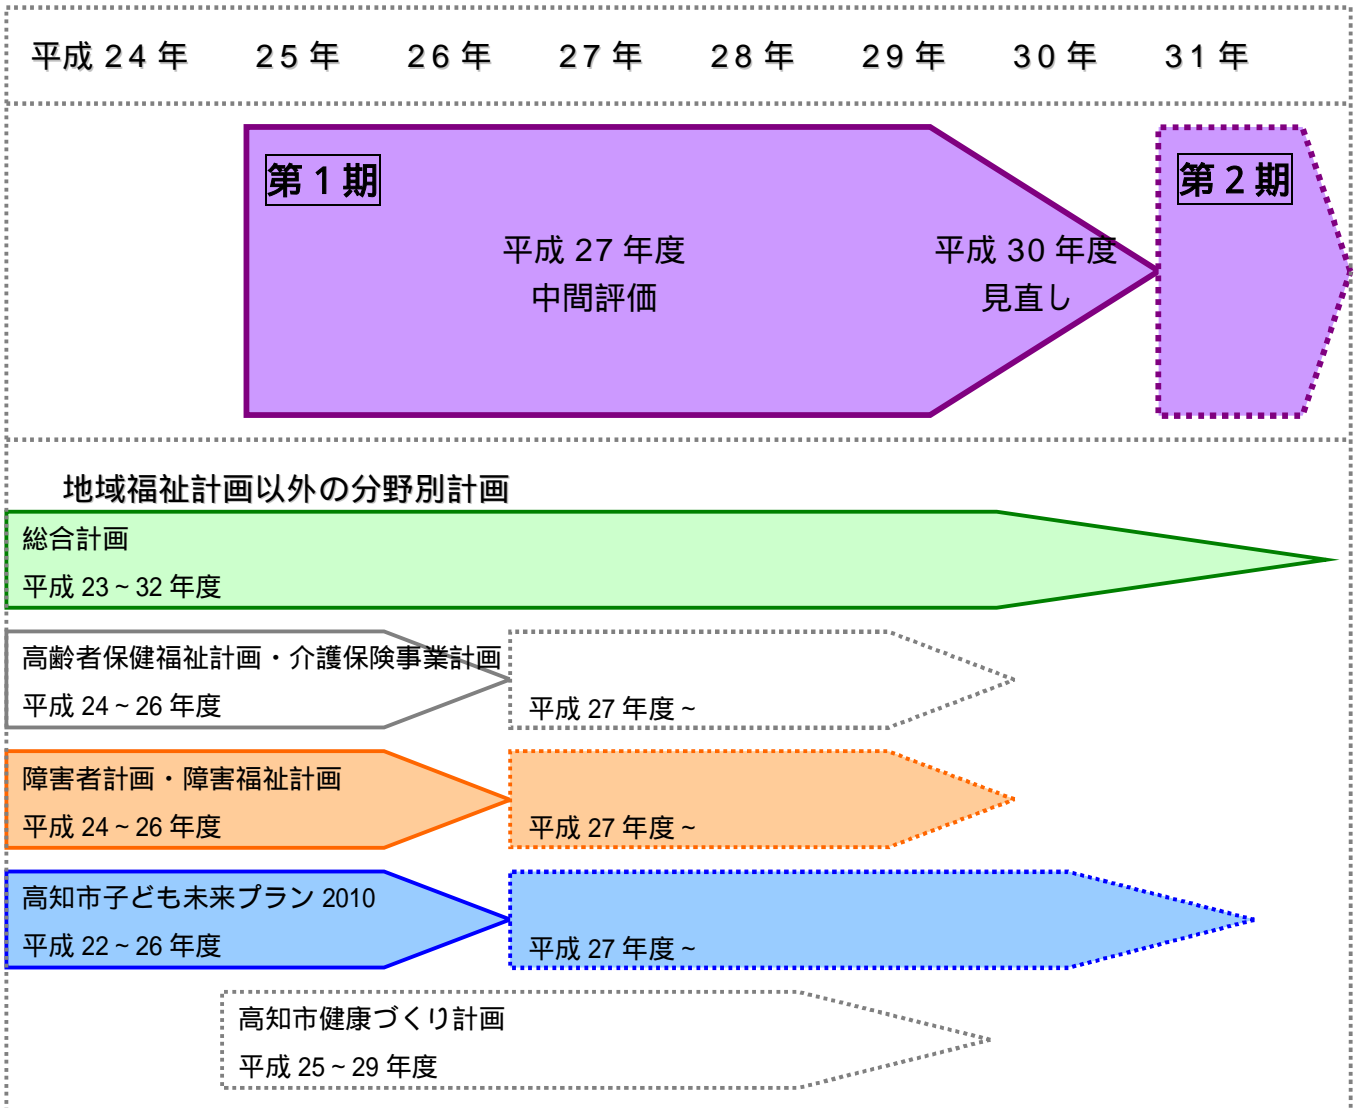 平成 24 年 25 年 26 年 27 年 28 年 29 年 30 年 31 年
第 1 期
第 2 期
平成 27 年度
中間評価
平成 30 年度
見直し
地域福祉計画以外の分野別計画
総合計画
平成 23 ~ 32 年度
高齢者保健福祉計画・介護保険事業計画
平成 24 ~ 26 年度
平成 27 年度 ~
障害者計画・障害福祉計画
平成 24 ~ 26 年度
平成 27 年度 ~
高知市子ども未来プラン 2010
平成 22 ~ 26 年度
平成 27 年度 ~
高知市健康づくり計画
平成 25 ~ 29 年度